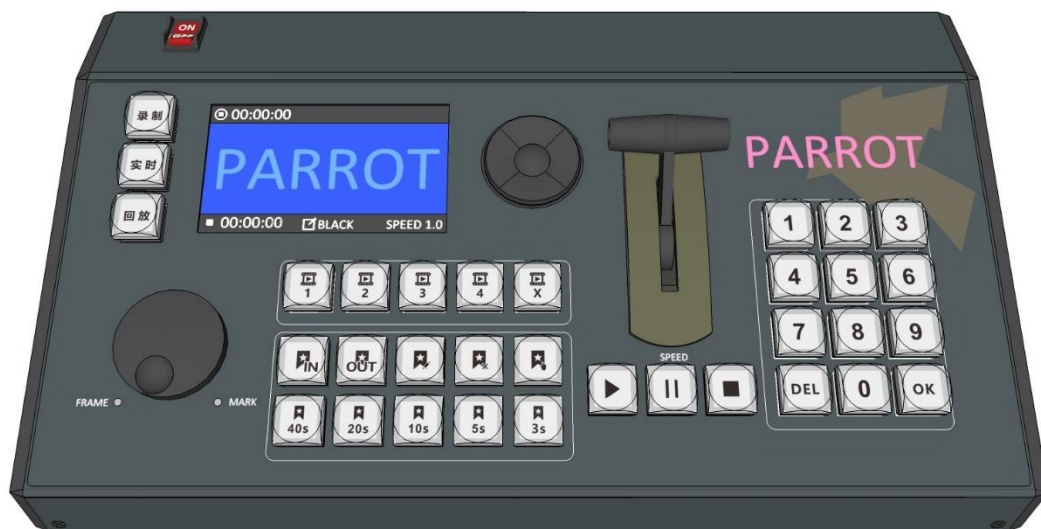 ON
OFF
录制
00:00:00
PARROT
实时
PARROT
回放
00:00:00
BLACK
SPEED 1.0
1
2
3
1
2
3
4
X
4
5
6
IN
OUT
7
8
9
SPEED
DEL
0
OK
FRAME
MARK
40s
20s
10s
5s
3s